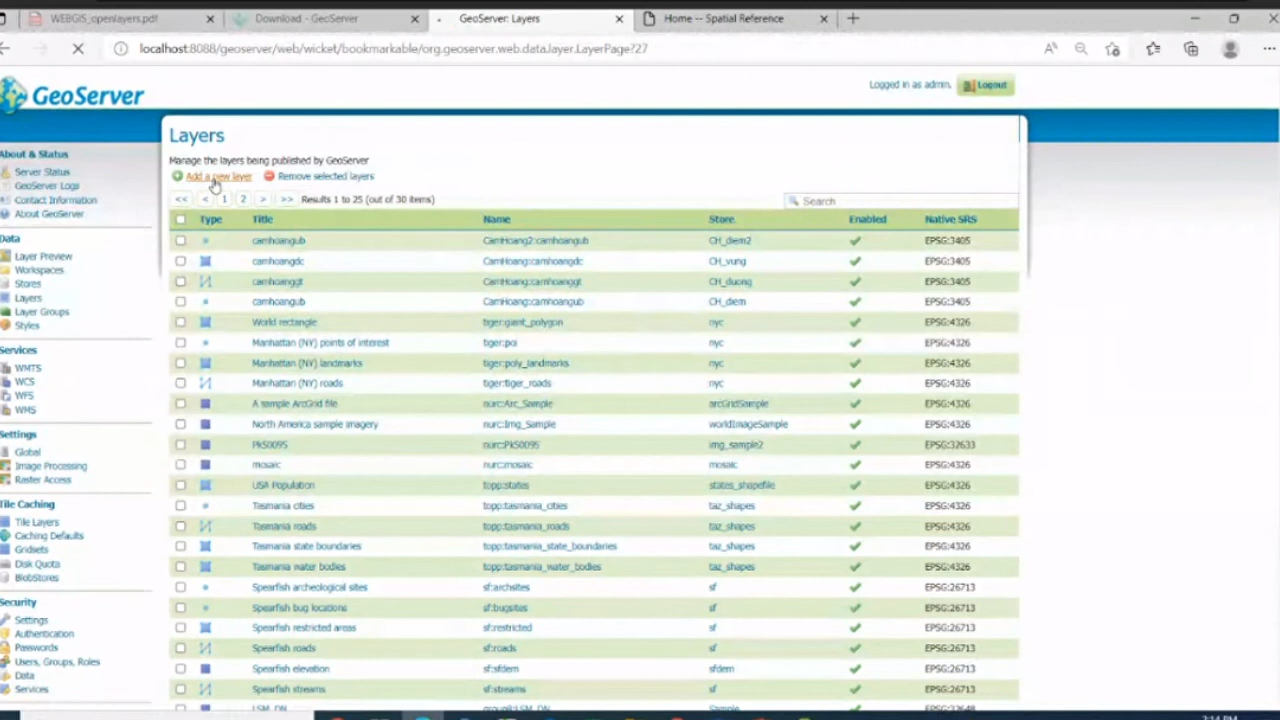 WEBGIS_openlayers.pdf
Download - GeoServer
GeoServer: Layers
Home -- Spatial Reference
localhost:8088/geoserver/web/wicket/bookmarkable/org.geoserver.web.data.layer.LayerPage?27
GeoServer
Logged in as admin.
Logout
About & Status
Server Status
GeoServer Logs
Contact Information
About GeoServer
Data
Layer Preview
Workspaces
Stores
Layers
Layer Groups
Styles
Services
WMTS
WCS
WFS
WMS
Settings
Global
Image Processing
Raster Access
Tile Caching
Tile Layers
Caching Defaults
Gridsets
Disk Quota
BlobStores
Security
Settings
Authentication
Passwords
Users, Groups, Roles
Data
Services
Layers
Manage the layers being published by GeoServer
Add a new layer
Remove selected layers
<< < 1 2 > >> Results 1 to 25 (out of 30 items)
Search
Type Title Name Store Enabled Native SRS
camhoangub CamHoang2:camhoangub CH_diem2 EPSG:3405
camhoangdc CamHoang:camhoangdc CH_vung EPSG:3405
camhoanggt CamHoang:camhoanggt CH_duong EPSG:3405
camhoangub CamHoang:camhoangub CH_diem EPSG:3405
World rectangle tiger:giant_polygon nyc EPSG:4326
Manhattan (NY) points of interest tiger:poi nyc EPSG:4326
Manhattan (NY) landmarks tiger:poly_landmarks nyc EPSG:4326
Manhattan (NY) roads tiger:tiger_roads nyc EPSG:4326
A sample ArcGrid file nurc:Arc_Sample arcGridSample EPSG:4326
North America sample imagery nurc:Img_Sample worldImageSample EPSG:4326
Pk50095 nurc:Pk50095 img_sample2 EPSG:32633
mosaic nurc:mosaic mosaic EPSG:4326
USA Population topp:states states_shapefile EPSG:4326
Tasmania cities topp:tasmania_cities taz_shapes EPSG:4326
Tasmania roads topp:tasmania_roads taz_shapes EPSG:4326
Tasmania state boundaries topp:tasmania_state_boundaries taz_shapes EPSG:4326
Tasmania water bodies topp:tasmania_water_bodies taz_shapes EPSG:4326
Spearfish archeological sites sf:archsites sf EPSG:26713
Spearfish bug locations sf:bugsites sf EPSG:26713
Spearfish restricted areas sf:restricted sf EPSG:26713
Spearfish roads sf:roads sf EPSG:26713
Spearfish elevation sf:sfdem sfdem EPSG:26713
Spearfish streams sf:streams sf EPSG:26713